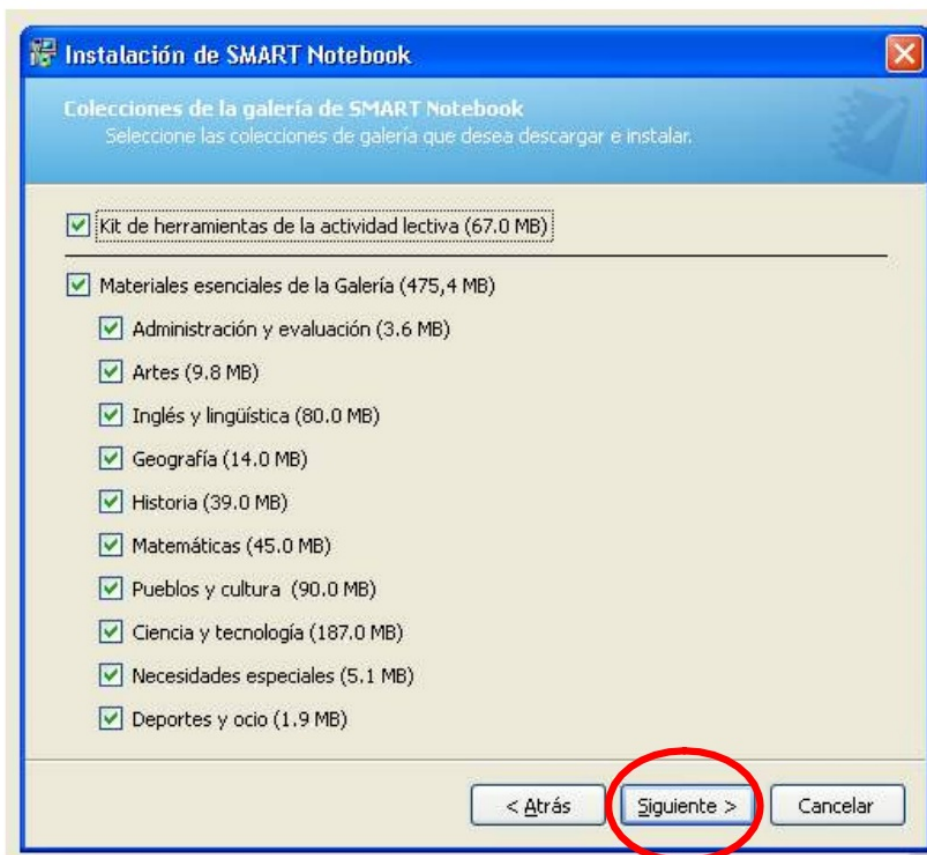 Instalación de SMART Notebook
Colecciones de la galería de SMART Notebook
Seleccione las colecciones de galería que desea descargar e instalar.
Kit de herramientas de la actividad lectiva (67.0 MB)
Materiales esenciales de la Galería (475,4 MB)
Administración y evaluación (3.6 MB)
Artes (9.8 MB)
Inglés y lingüística (80.0 MB)
Geografía (14.0 MB)
Historia (39.0 MB)
Matemáticas (45.0 MB)
Pueblos y cultura (90.0 MB)
Ciencia y tecnología (187.0 MB)
Necesidades especiales (5.1 MB)
Deportes y ocio (1.9 MB)
< Atrás Siguiente > Cancelar